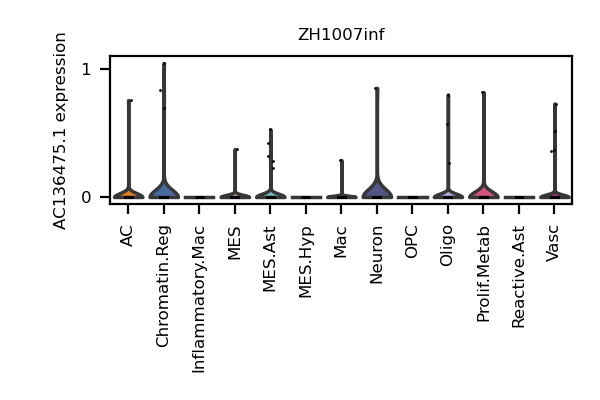 ZH1007inf
AC136475.1 expression
1
0
AC
Chromatin.Reg
Inflammatory.Mac
MES
MES.Ast
MES.Hyp
Mac
Neuron
OPC
Oligo
Prolif.Metab
Reactive.Ast
Vasc